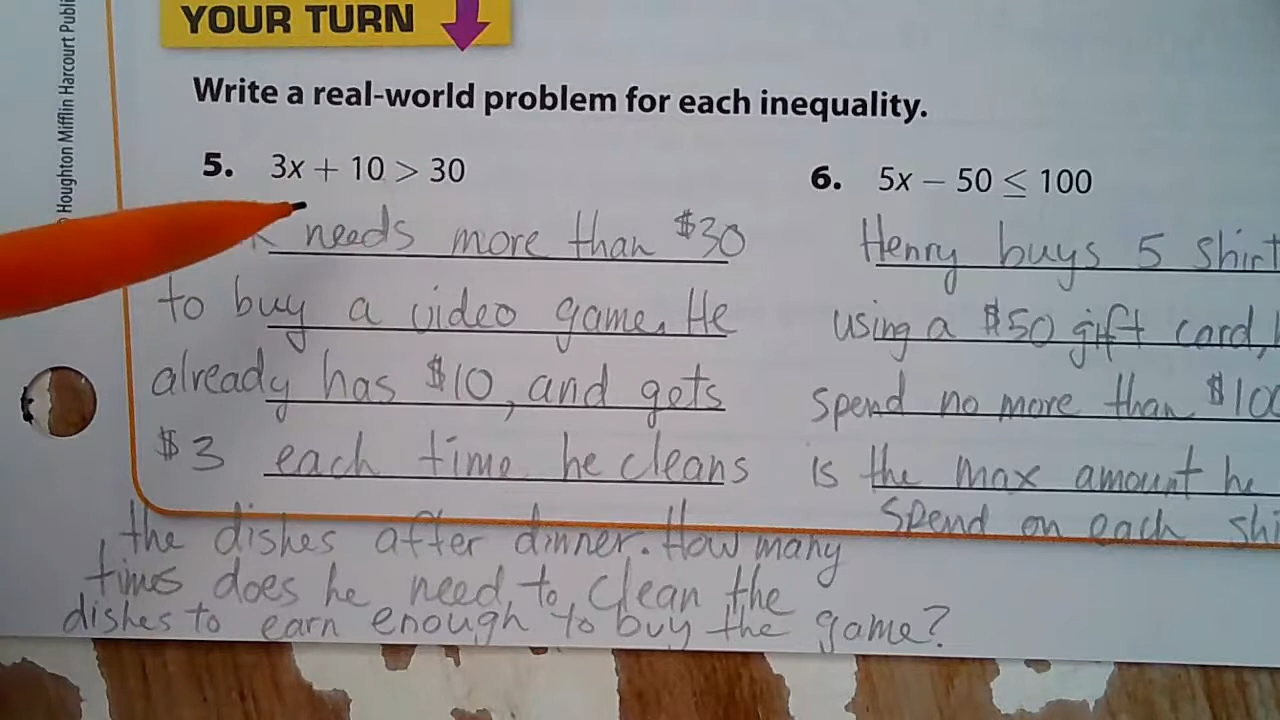 Houghton Mifflin Harcourt Publi
YOUR TURN
Write a real-world problem for each inequality.
5. 3x + 10 > 30
needs more than $30
to buy a video game. He
already has $10, and gets
$3 each time he cleans
the dishes after dinner. How many
times does he need to clean the
dishes to earn enough to buy the game?
6. 5x − 50 ≤ 100
Henry buys 5 shirt
using a $50 gift card,
spend no more than $100
is the max amount he
spend on each shi